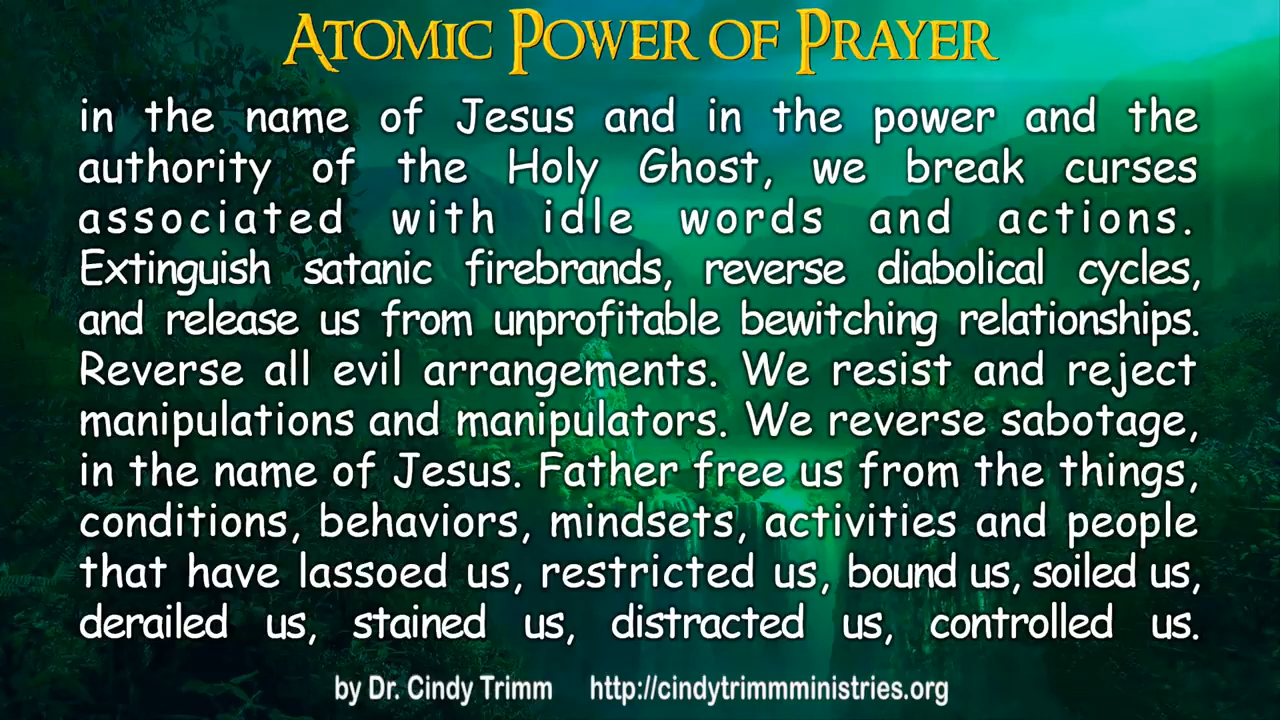 Atomic Power of Prayer
in the name of Jesus and in the power and the
authority of the Holy Ghost, we break curses
associated with idle words and actions.
Extinguish satanic firebrands, reverse diabolical cycles,
and release us from unprofitable bewitching relationships.
Reverse all evil arrangements. We resist and reject
manipulations and manipulators. We reverse sabotage,
in the name of Jesus. Father free us from the things,
conditions, behaviors, mindsets, activities and people
that have lassoed us, restricted us, bound us, soiled us,
derailed us, stained us, distracted us, controlled us.
by Dr. Cindy Trimm http://cindytrimmministries.org